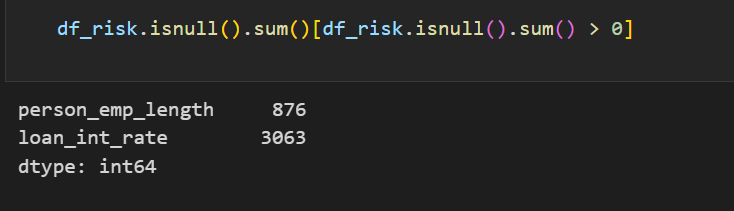 df_risk.isnull().sum()[df_risk.isnull().sum() > 0]
person_emp_length     876
loan_int_rate        3063
dtype: int64